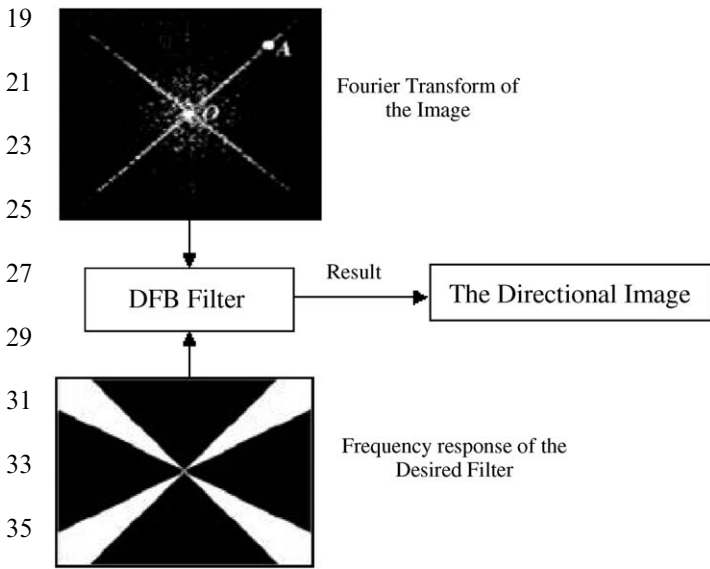 19
A
21
Fourier Transform of
the Image
O
23
25
27
Result
DFB Filter
The Directional Image
29
31
33
Frequency response of the
Desired Filter
35